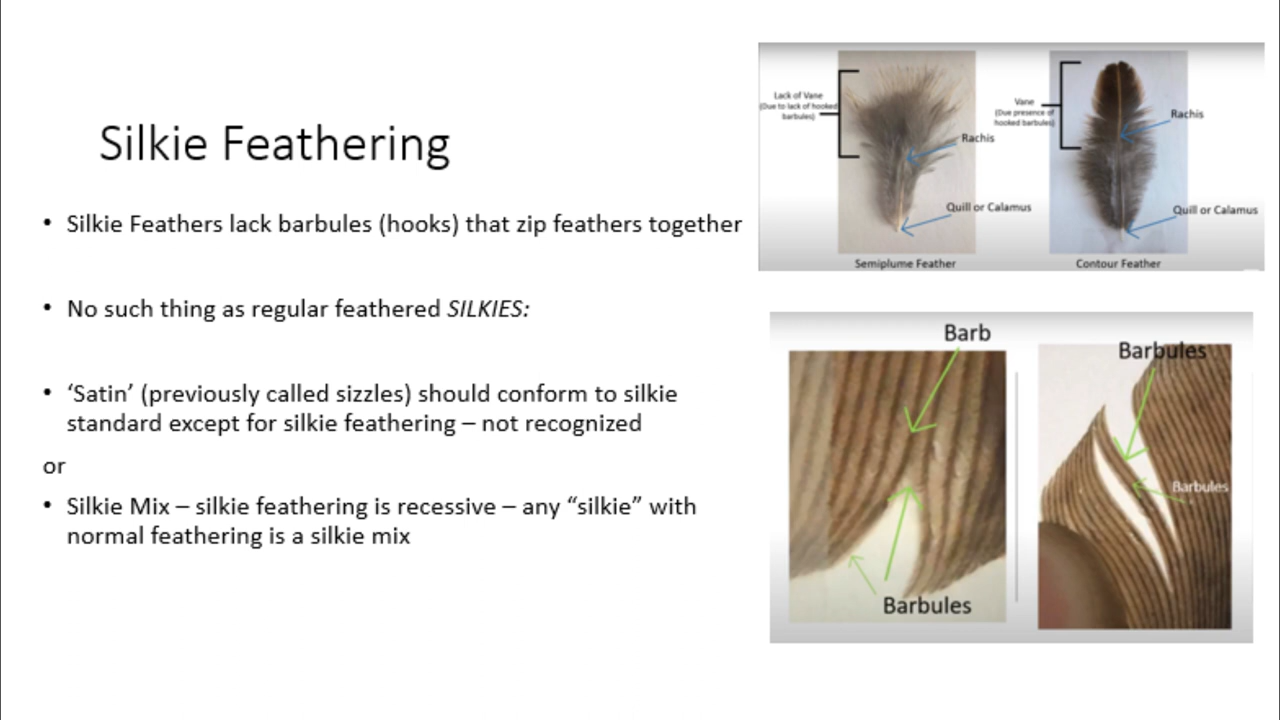 Silkie Feathering
• Silkie Feathers lack barbules (hooks) that zip feathers together
• No such thing as regular feathered SILKIES:
• ‘Satin’ (previously called sizzles) should conform to silkie
standard except for silkie feathering – not recognized
or
• Silkie Mix – silkie feathering is recessive – any “silkie” with
normal feathering is a silkie mix
Lack of Vane
(Due to lack of hooked
barbules)
Rachis
Quill or Calamus
Semiplume Feather
Vane
(Due presence of
hooked barbules)
Rachis
Quill or Calamus
Contour Feather
Barb
Barbules
Barbules
Barbules